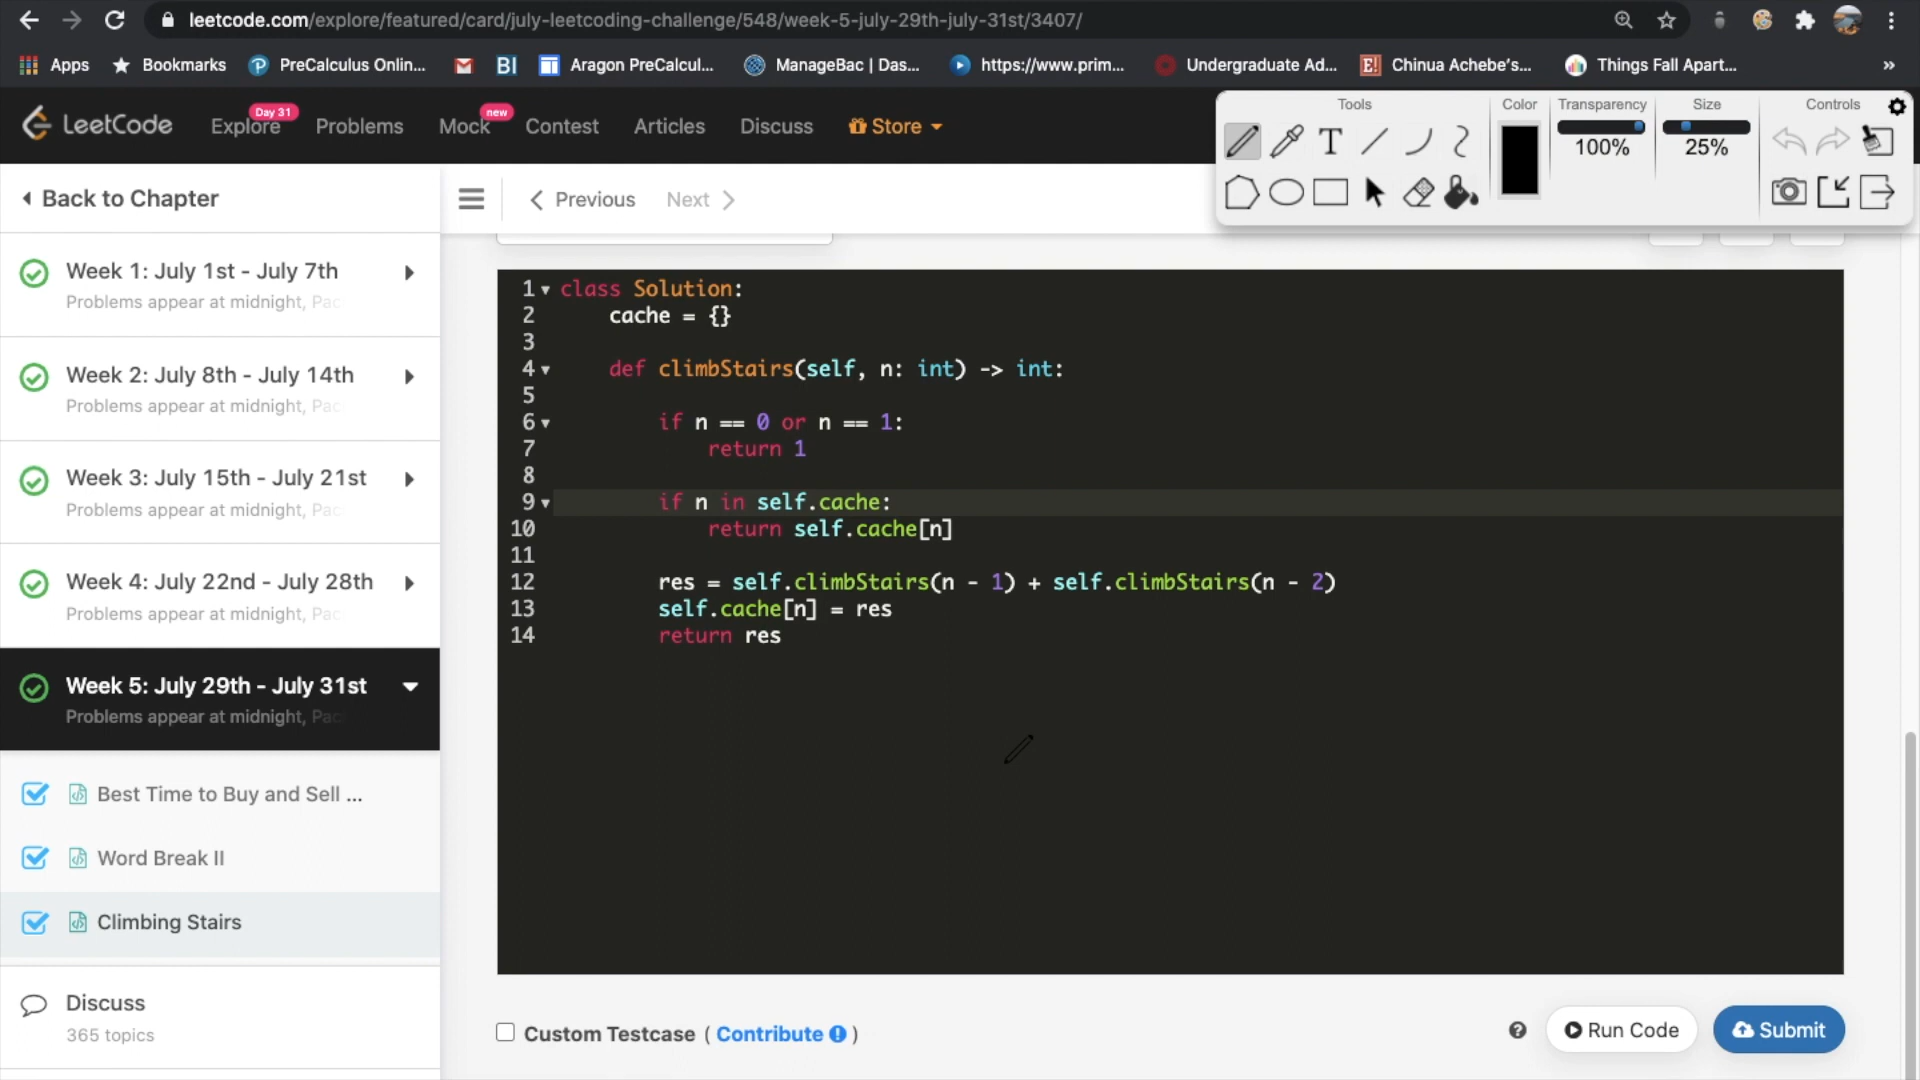 leetcode.com/explore/featured/card/july-leetcoding-challenge/548/week-5-july-29th-july-31st/3407/
Apps Bookmarks PreCalculus Onlin... BI Aragon PreCalcul... ManageBac | Das... https://www.prim... Undergraduate Ad... E! Chinua Achebe's... Things Fall Apart... »
LeetCode Explore Day 31 Problems Mock new Contest Articles Discuss Store
Tools Color Transparency Size Controls
T 100% 25%
Back to Chapter
Previous Next
Week 1: July 1st - July 7th
Problems appear at midnight, Pac
Week 2: July 8th - July 14th
Problems appear at midnight, Pac
Week 3: July 15th - July 21st
Problems appear at midnight, Pac
Week 4: July 22nd - July 28th
Problems appear at midnight, Pac
Week 5: July 29th - July 31st
Problems appear at midnight, Pac
Best Time to Buy and Sell ...
Word Break II
Climbing Stairs
Discuss
365 topics
1 class Solution:
2 cache = {}
3
4 def climbStairs(self, n: int) -> int:
5
6 if n == 0 or n == 1:
7 return 1
8
9 if n in self.cache:
10 return self.cache[n]
11
12 res = self.climbStairs(n - 1) + self.climbStairs(n - 2)
13 self.cache[n] = res
14 return res
Custom Testcase ( Contribute )
? Run Code Submit